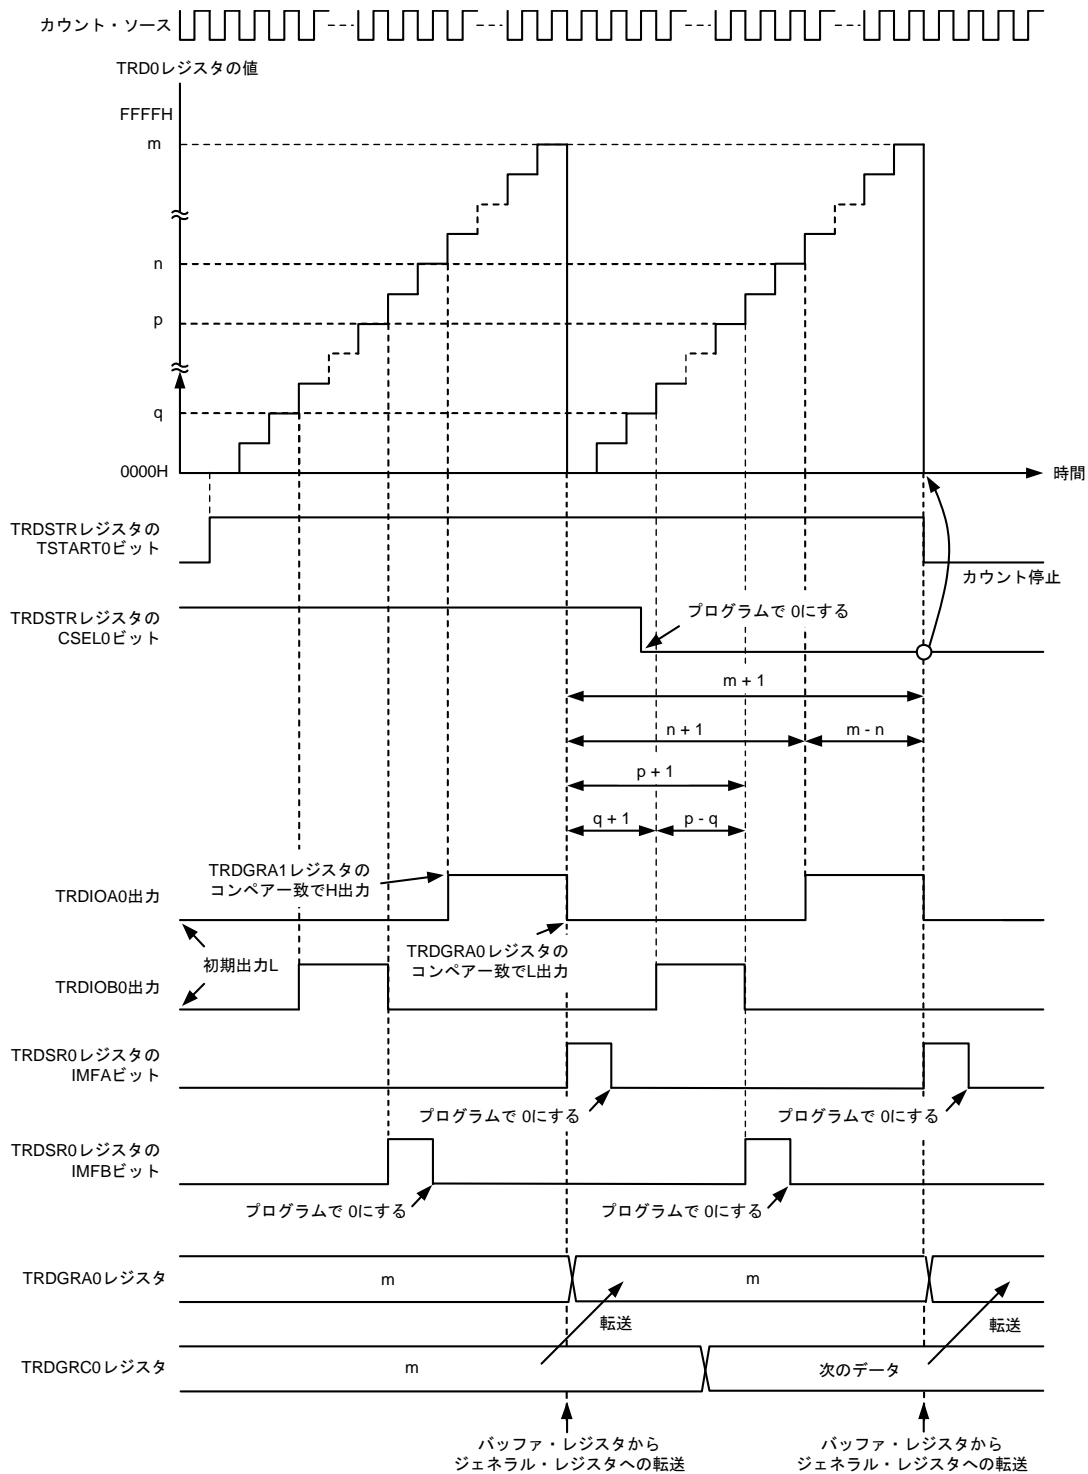 カウント・ソース
TRD0レジスタの値
FFFFH
m
n
p
q
0000H
時間
TRDSTRレジスタの
TSTART0ビット
カウント停止
TRDSTRレジスタの
CSEL0ビット
プログラムで 0にする
m + 1
n + 1
m - n
p + 1
q + 1
p - q
TRDGRA1レジスタの
コンペア一致でH出力
TRDIOA0出力
TRDGRA0レジスタの
コンペア一致でL出力
初期出力L
TRDIOB0出力
TRDSR0レジスタの
IMFAビット
プログラムで 0にする
プログラムで 0にする
TRDSR0レジスタの
IMFBビット
プログラムで 0にする
プログラムで 0にする
TRDGRA0レジスタ
m
m
転送
転送
TRDGRC0レジスタ
m
次のデータ
バッファ・レジスタから
ジェネラル・レジスタへの転送
バッファ・レジスタから
ジェネラル・レジスタへの転送